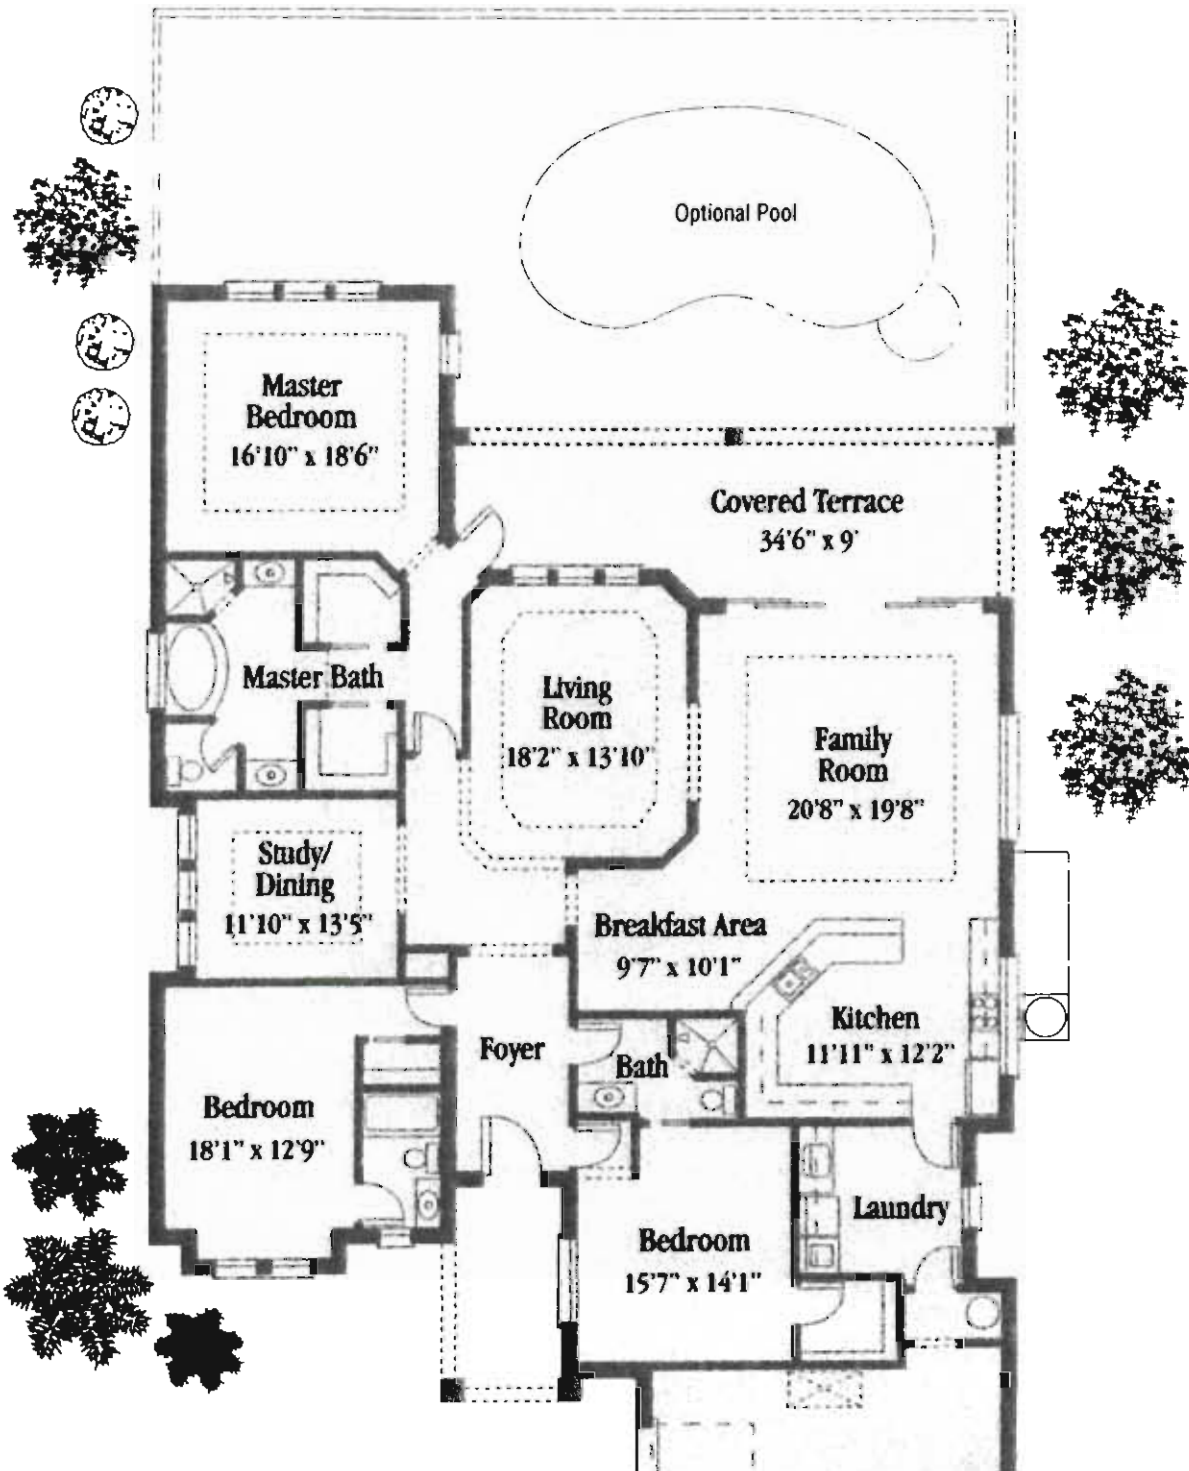 Optional Pool
Master
Bedroom
16'10" x 18'6"
Covered Terrace
34'6" x 9'
Master Bath
Living
Room
18'2" x 13'10'
Family
Room
20'8" x 19'8"
Study/
Dining
11'10" x 13'5"
Breakfast Area
9'7" x 10'1"
Kitchen
11'11" x 12'2"
Foyer
Bath
Bedroom
18'1" x 12'9"
Laundry
Bedroom
15'7" x 14'1"